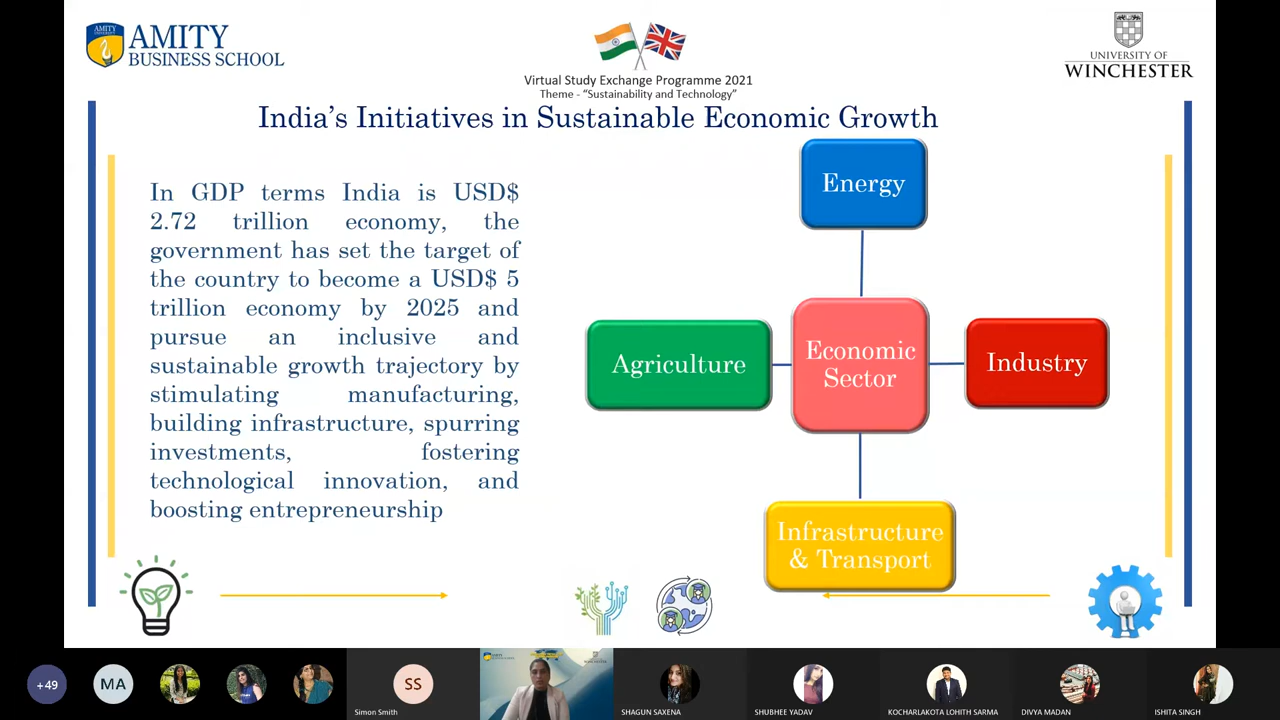 AMITY
BUSINESS SCHOOL
Virtual Study Exchange Programme 2021
Theme - “Sustainability and Technology”
UNIVERSITY OF
WINCHESTER
India’s Initiatives in Sustainable Economic Growth
In GDP terms India is USD$
2.72 trillion economy, the
government has set the target of
the country to become a USD$ 5
trillion economy by 2025 and
pursue an inclusive and
sustainable growth trajectory by
stimulating manufacturing,
building infrastructure, spurring
investments, fostering
technological innovation, and
boosting entrepreneurship
Energy
Agriculture
Economic
Sector
Industry
Infrastructure
& Transport
+49
MA
SS
Simon Smith
SHAGUN SAXENA
SHUBHEE YADAV
KOCHARLAKOTA LOHITH SARMA
DIVYA MADAN
ISHITA SINGH